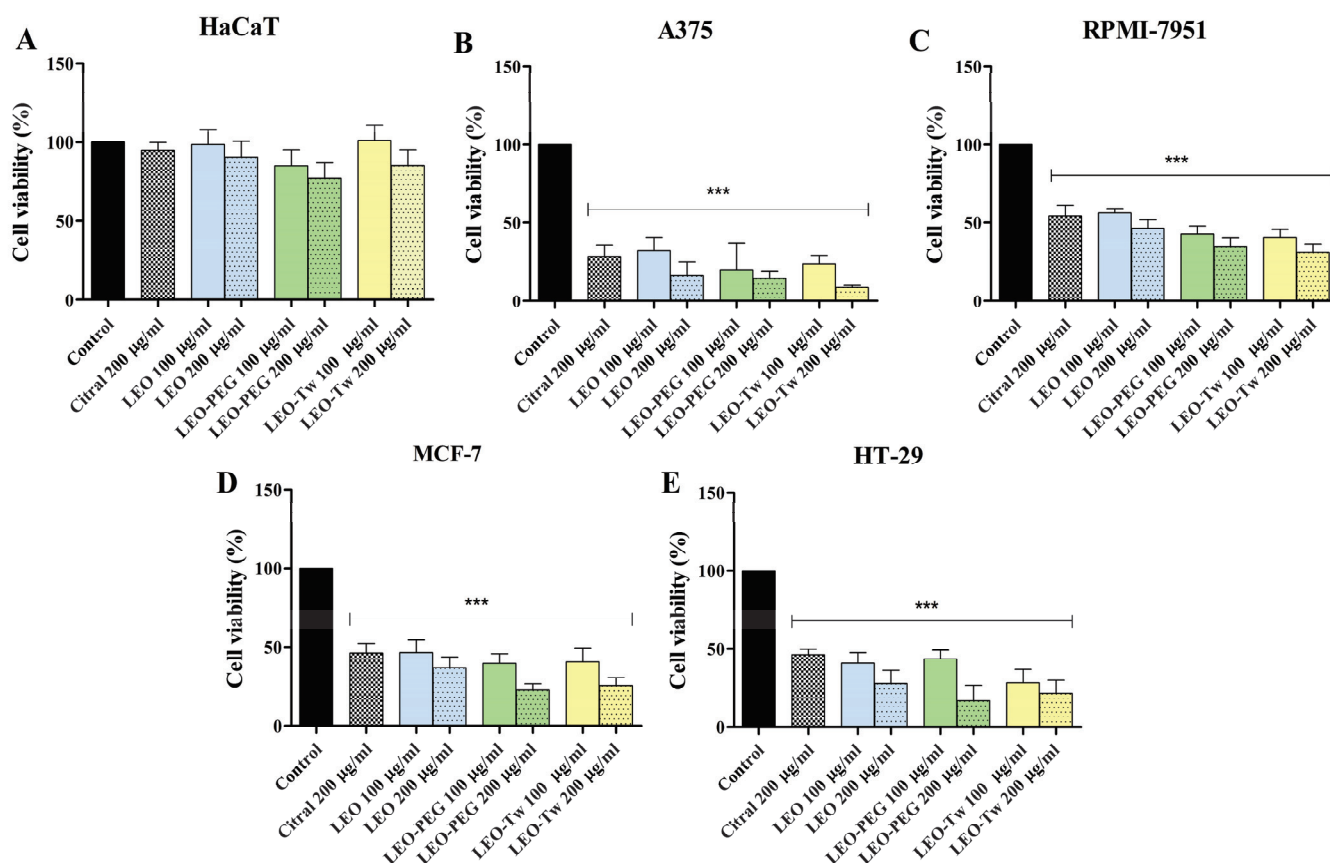 A
HaCaT
Cell viability (%)
150
100
50
0
Control
Citral 200 µg/ml
LEO 100 µg/ml
LEO 200 µg/ml
LEO-PEG 100 µg/ml
LEO-PEG 200 µg/ml
LEO-Tw 100 µg/ml
LEO-Tw 200 µg/ml
B
A375
Cell viability (%)
150
100
50
0
***
Control
Citral 200 µg/ml
LEO 100 µg/ml
LEO 200 µg/ml
LEO-PEG 100 µg/ml
LEO-PEG 200 µg/ml
LEO-Tw 100 µg/ml
LEO-Tw 200 µg/ml
C
RPMI-7951
Cell viability (%)
150
100
50
0
***
Control
Citral 200 µg/ml
LEO 100 µg/ml
LEO 200 µg/ml
LEO-PEG 100 µg/ml
LEO-PEG 200 µg/ml
LEO-Tw 100 µg/ml
LEO-Tw 200 µg/ml
D
MCF-7
Cell viability (%)
150
100
50
0
***
Control
Citral 200 µg/ml
LEO 100 µg/ml
LEO 200 µg/ml
LEO-PEG 100 µg/ml
LEO-PEG 200 µg/ml
LEO-Tw 100 µg/ml
LEO-Tw 200 µg/ml
E
HT-29
Cell viability (%)
150
100
50
0
***
Control
Citral 200 µg/ml
LEO 100 µg/ml
LEO 200 µg/ml
LEO-PEG 100 µg/ml
LEO-PEG 200 µg/ml
LEO-Tw 100 µg/ml
LEO-Tw 200 µg/ml